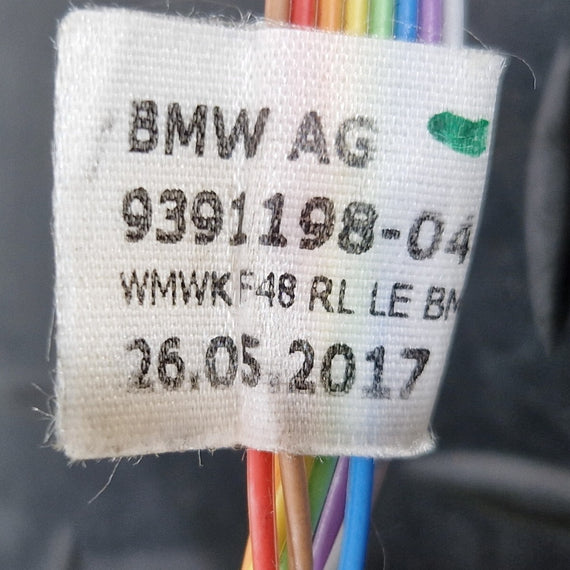 BMW AG
9391198-04
WMWK F48 RL LE BM
26.05.2017